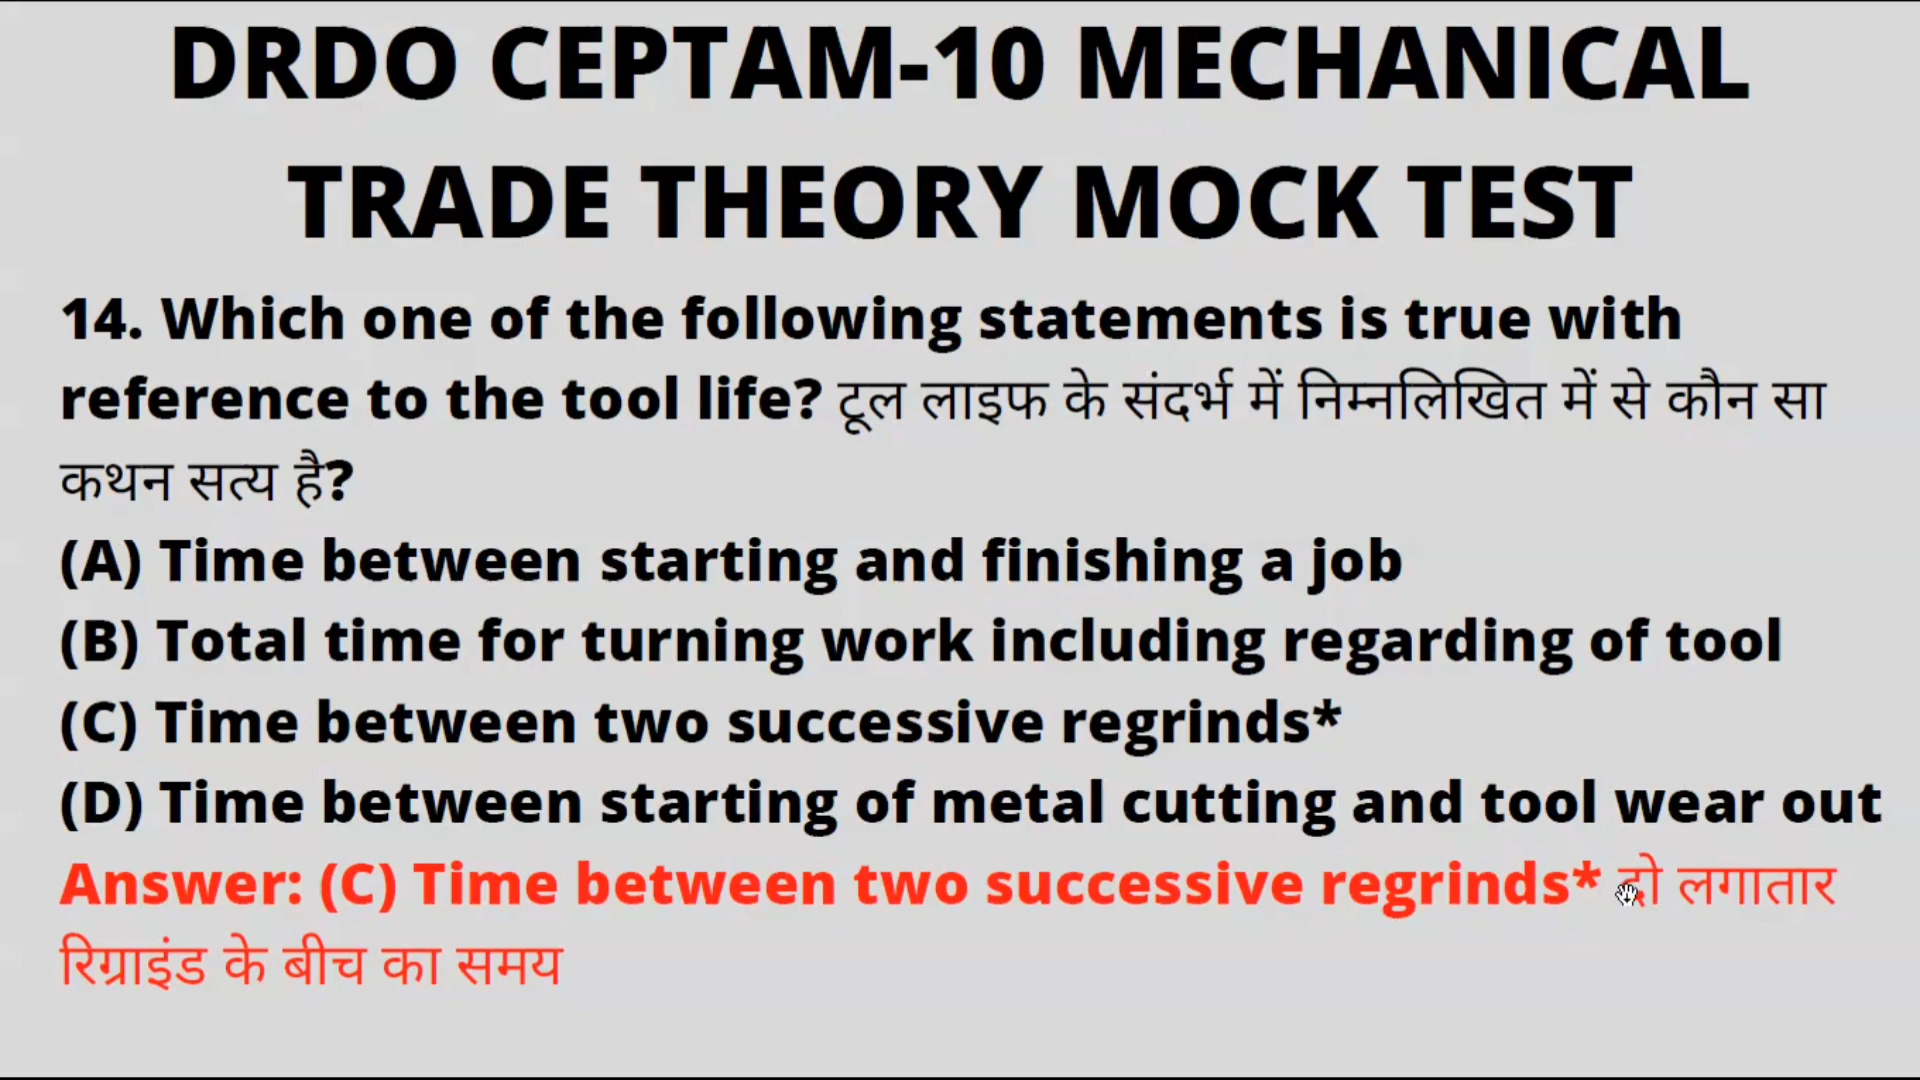 DRDO CEPTAM-10 MECHANICAL
TRADE THEORY MOCK TEST
14. Which one of the following statements is true with
reference to the tool life? टूल लाइफ के संदर्भ में निम्नलिखित में से कौन सा
कथन सत्य है?
(A) Time between starting and finishing a job
(B) Total time for turning work including regarding of tool
(C) Time between two successive regrinds*
(D) Time between starting of metal cutting and tool wear out
Answer: (C) Time between two successive regrinds* दो लगातार
रिग्राइंड के बीच का समय